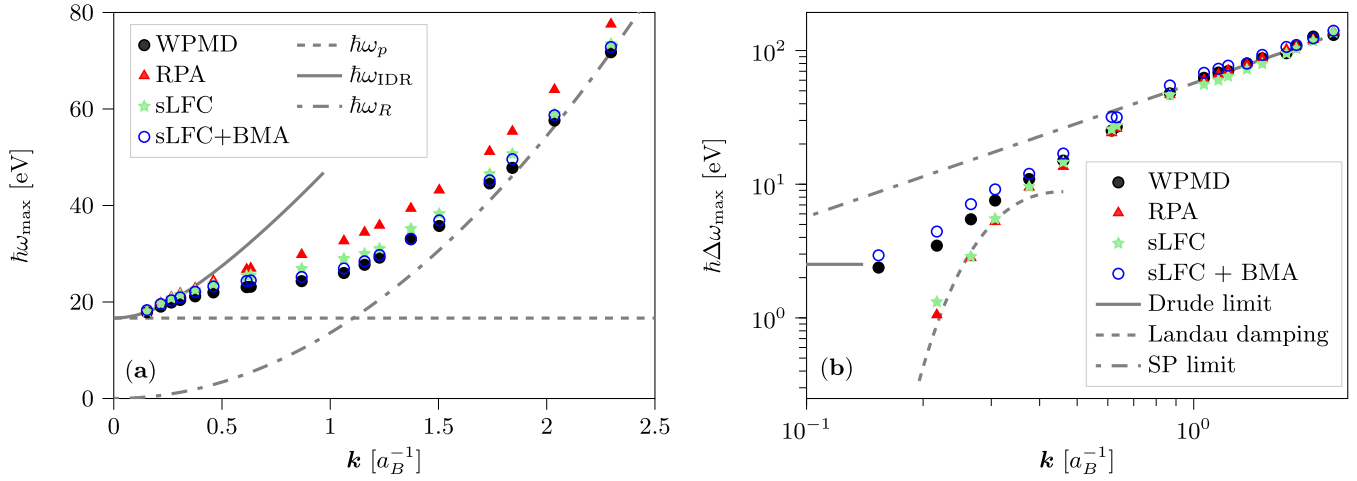 80
60
40
20
0
ℏω_max [eV]
WPMD
RPA
sLFC
sLFC+BMA
ℏω_p
ℏω_IDR
ℏω_R
(a)
0 0.5 1 1.5 2 2.5
k [a_B^{-1}]
10^2
10^1
10^0
ℏΔω_max [eV]
WPMD
RPA
sLFC
sLFC + BMA
Drude limit
Landau damping
SP limit
(b)
10^{-1} 10^0
k [a_B^{-1}]